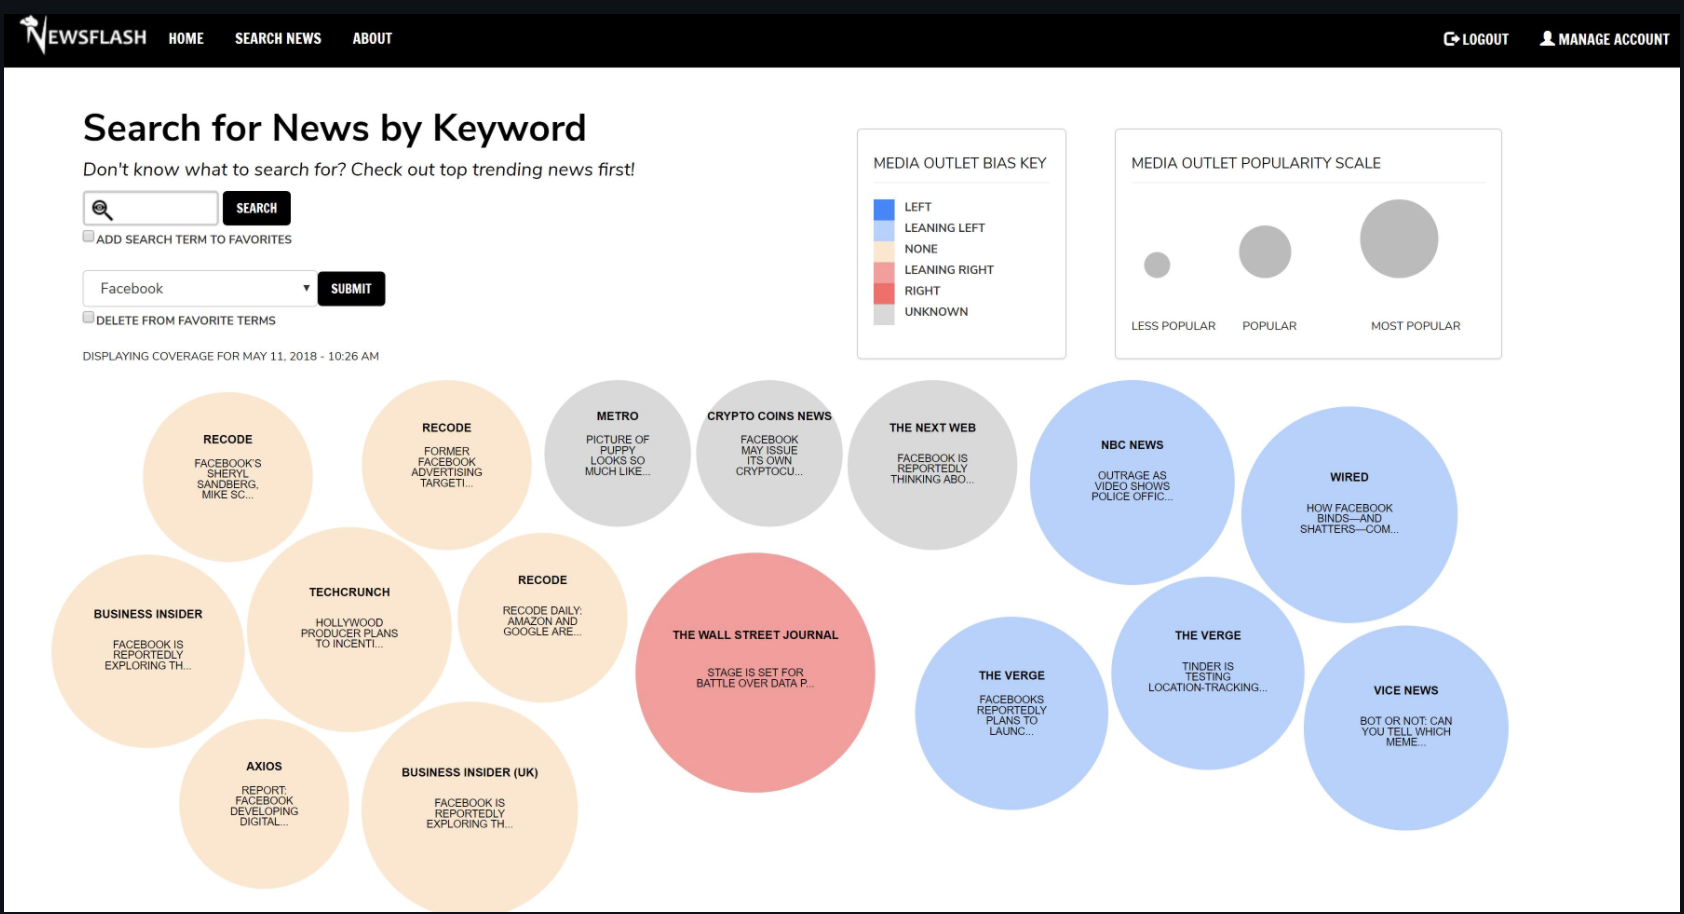 NEWSFLASH HOME SEARCH NEWS ABOUT LOGOUT MANAGE ACCOUNT
Search for News by Keyword
Don't know what to search for? Check out top trending news first!
SEARCH
ADD SEARCH TERM TO FAVORITES
Facebook SUBMIT
DELETE FROM FAVORITE TERMS
DISPLAYING COVERAGE FOR MAY 11, 2018 - 10:26 AM
MEDIA OUTLET BIAS KEY
LEFT
LEANING LEFT
NONE
LEANING RIGHT
RIGHT
UNKNOWN
MEDIA OUTLET POPULARITY SCALE
LESS POPULAR POPULAR MOST POPULAR
RECODE
FACEBOOK'S
SHERYL
SANDBERG,
MIKE SC...
RECODE
FORMER
FACEBOOK
ADVERTISING
TARGETI...
METRO
PICTURE OF
PUPPY
LOOKS SO
MUCH LIKE...
CRYPTO COINS NEWS
FACEBOOK
MAY ISSUE
ITS OWN
CRYPTOCU...
THE NEXT WEB
FACEBOOK IS
REPORTEDLY
THINKING ABO...
NBC NEWS
OUTRAGE AS
VIDEO SHOWS
POLICE OFFIC...
WIRED
HOW FACEBOOK
BINDS—AND
SHATTERS—COM...
BUSINESS INSIDER
FACEBOOK IS
REPORTEDLY
EXPLORING TH...
TECHCRUNCH
HOLLYWOOD
PRODUCER PLANS
TO INCENTI...
RECODE
RECODE DAILY:
AMAZON AND
GOOGLE ARE...
THE WALL STREET JOURNAL
STAGE IS SET FOR
BATTLE OVER DATA P...
THE VERGE
FACEBOOKS
REPORTEDLY
PLANS TO
LAUNC...
THE VERGE
TINDER IS
TESTING
LOCATION-TRACKING...
VICE NEWS
BOT OR NOT: CAN
YOU TELL WHICH
MEME...
AXIOS
REPORT:
FACEBOOK
DEVELOPING
DIGITAL...
BUSINESS INSIDER (UK)
FACEBOOK IS
REPORTEDLY
EXPLORING TH...